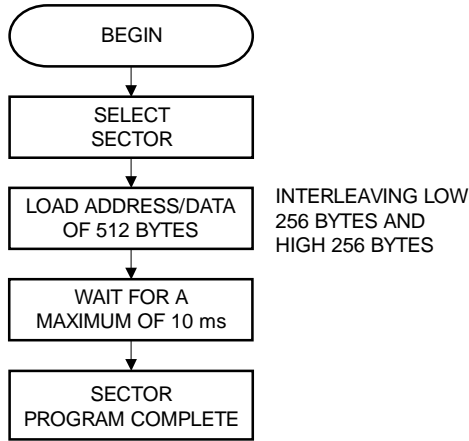 BEGIN
SELECT
SECTOR
LOAD ADDRESS/DATA
OF 512 BYTES
INTERLEAVING LOW
256 BYTES AND
HIGH 256 BYTES
WAIT FOR A
MAXIMUM OF 10 ms
SECTOR
PROGRAM COMPLETE